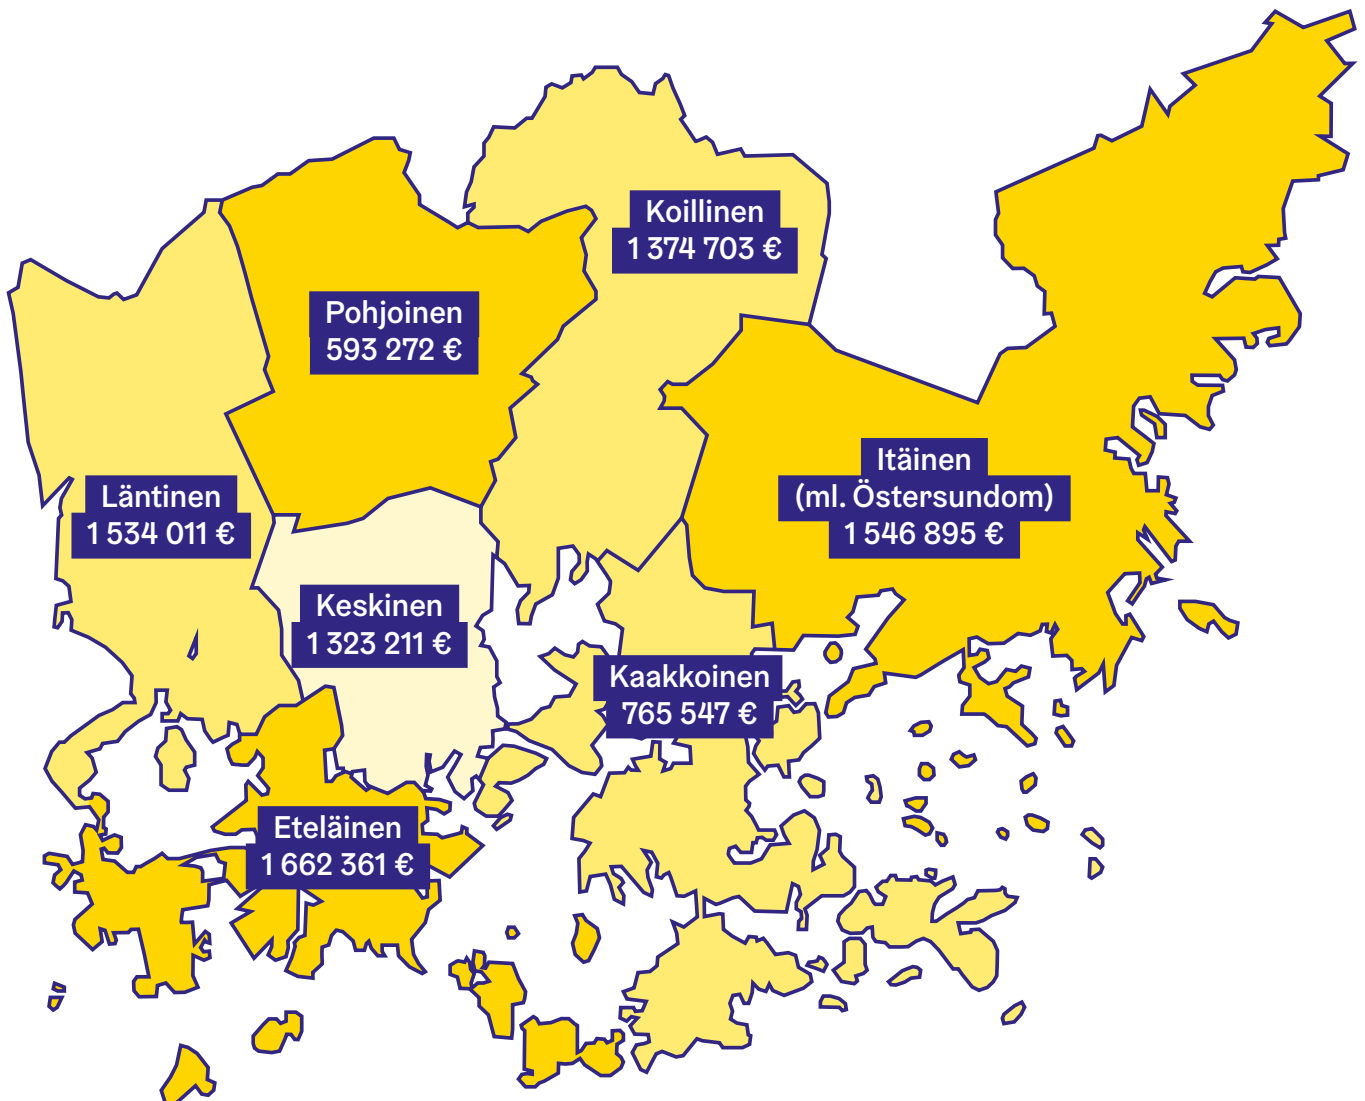 Koillinen
1 374 703 €
Pohjoinen
593 272 €
Itäinen
(ml. Östersundom)
1 546 895 €
Läntinen
1 534 011 €
Keskinen
1 323 211 €
Kaakkoinen
765 547 €
Eteläinen
1 662 361 €